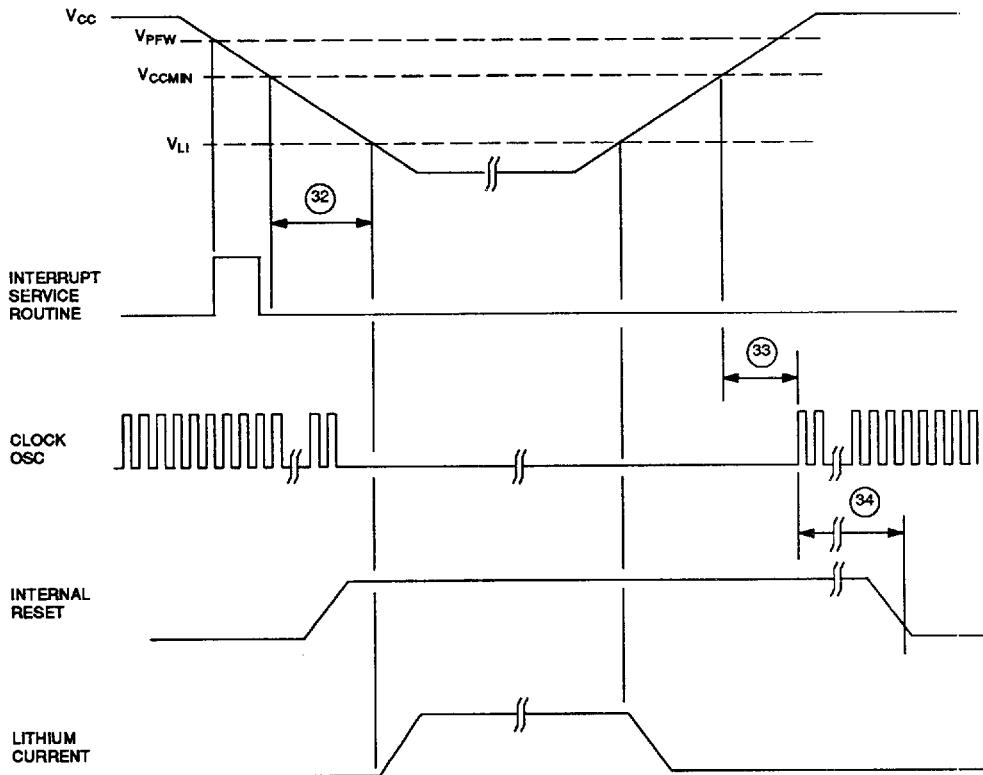 VCC
VPFW
VCCMIN
VLI
32
INTERRUPT
SERVICE
ROUTINE
33
CLOCK
OSC
34
INTERNAL
RESET
LITHIUM
CURRENT